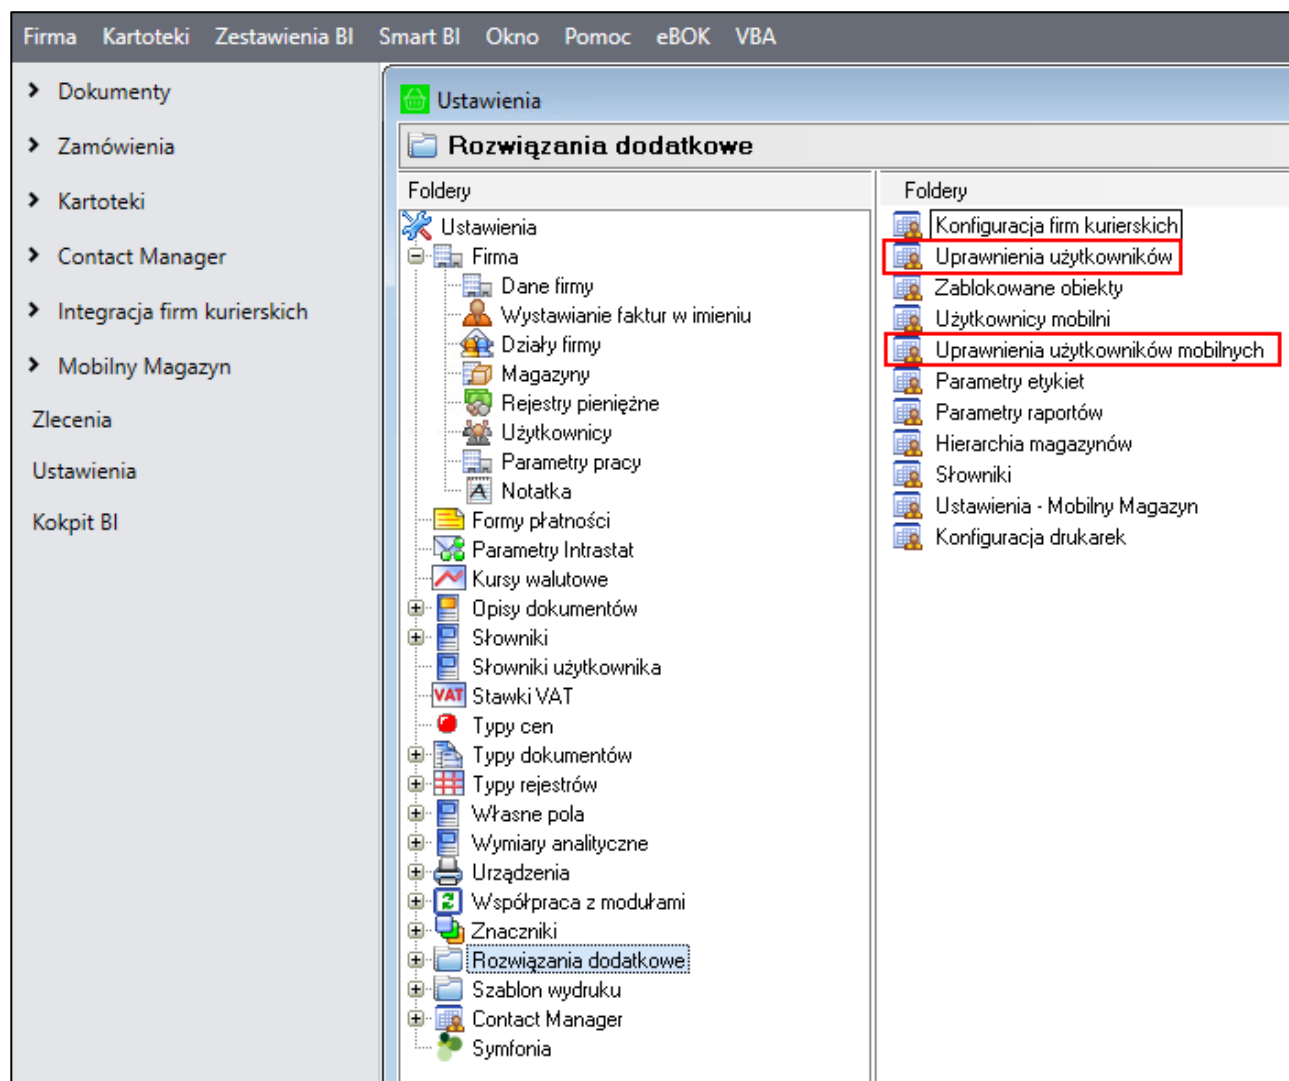 Firma Kartoteki Zestawienia BI Smart BI Okno Pomoc eBOK VBA
Dokumenty
Zamówienia
Kartoteki
Contact Manager
Integracja firm kurierskich
Mobilny Magazyn
Zlecenia
Ustawienia
Kokpit BI
Ustawienia
Rozwiązania dodatkowe
Foldery
Ustawienia
Firma
Dane firmy
Wystawianie faktur w imieniu
Działy firmy
Magazyny
Rejestry pieniężne
Użytkownicy
Parametry pracy
Notatka
Formy płatności
Parametry Intrastat
Kursy walutowe
Opisy dokumentów
Słowniki
Słowniki użytkownika
VAT Stawki VAT
Typy cen
Typy dokumentów
Typy rejestrów
Własne pola
Wymiary analityczne
Urządzenia
Współpraca z modułami
Znaczniki
Rozwiązania dodatkowe
Szablon wydruku
Contact Manager
Symfonia
Foldery
Konfiguracja firm kurierskich
Uprawnienia użytkowników
Zablokowane obiekty
Użytkownicy mobilni
Uprawnienia użytkowników mobilnych
Parametry etykiet
Parametry raportów
Hierarchia magazynów
Słowniki
Ustawienia - Mobilny Magazyn
Konfiguracja drukarek